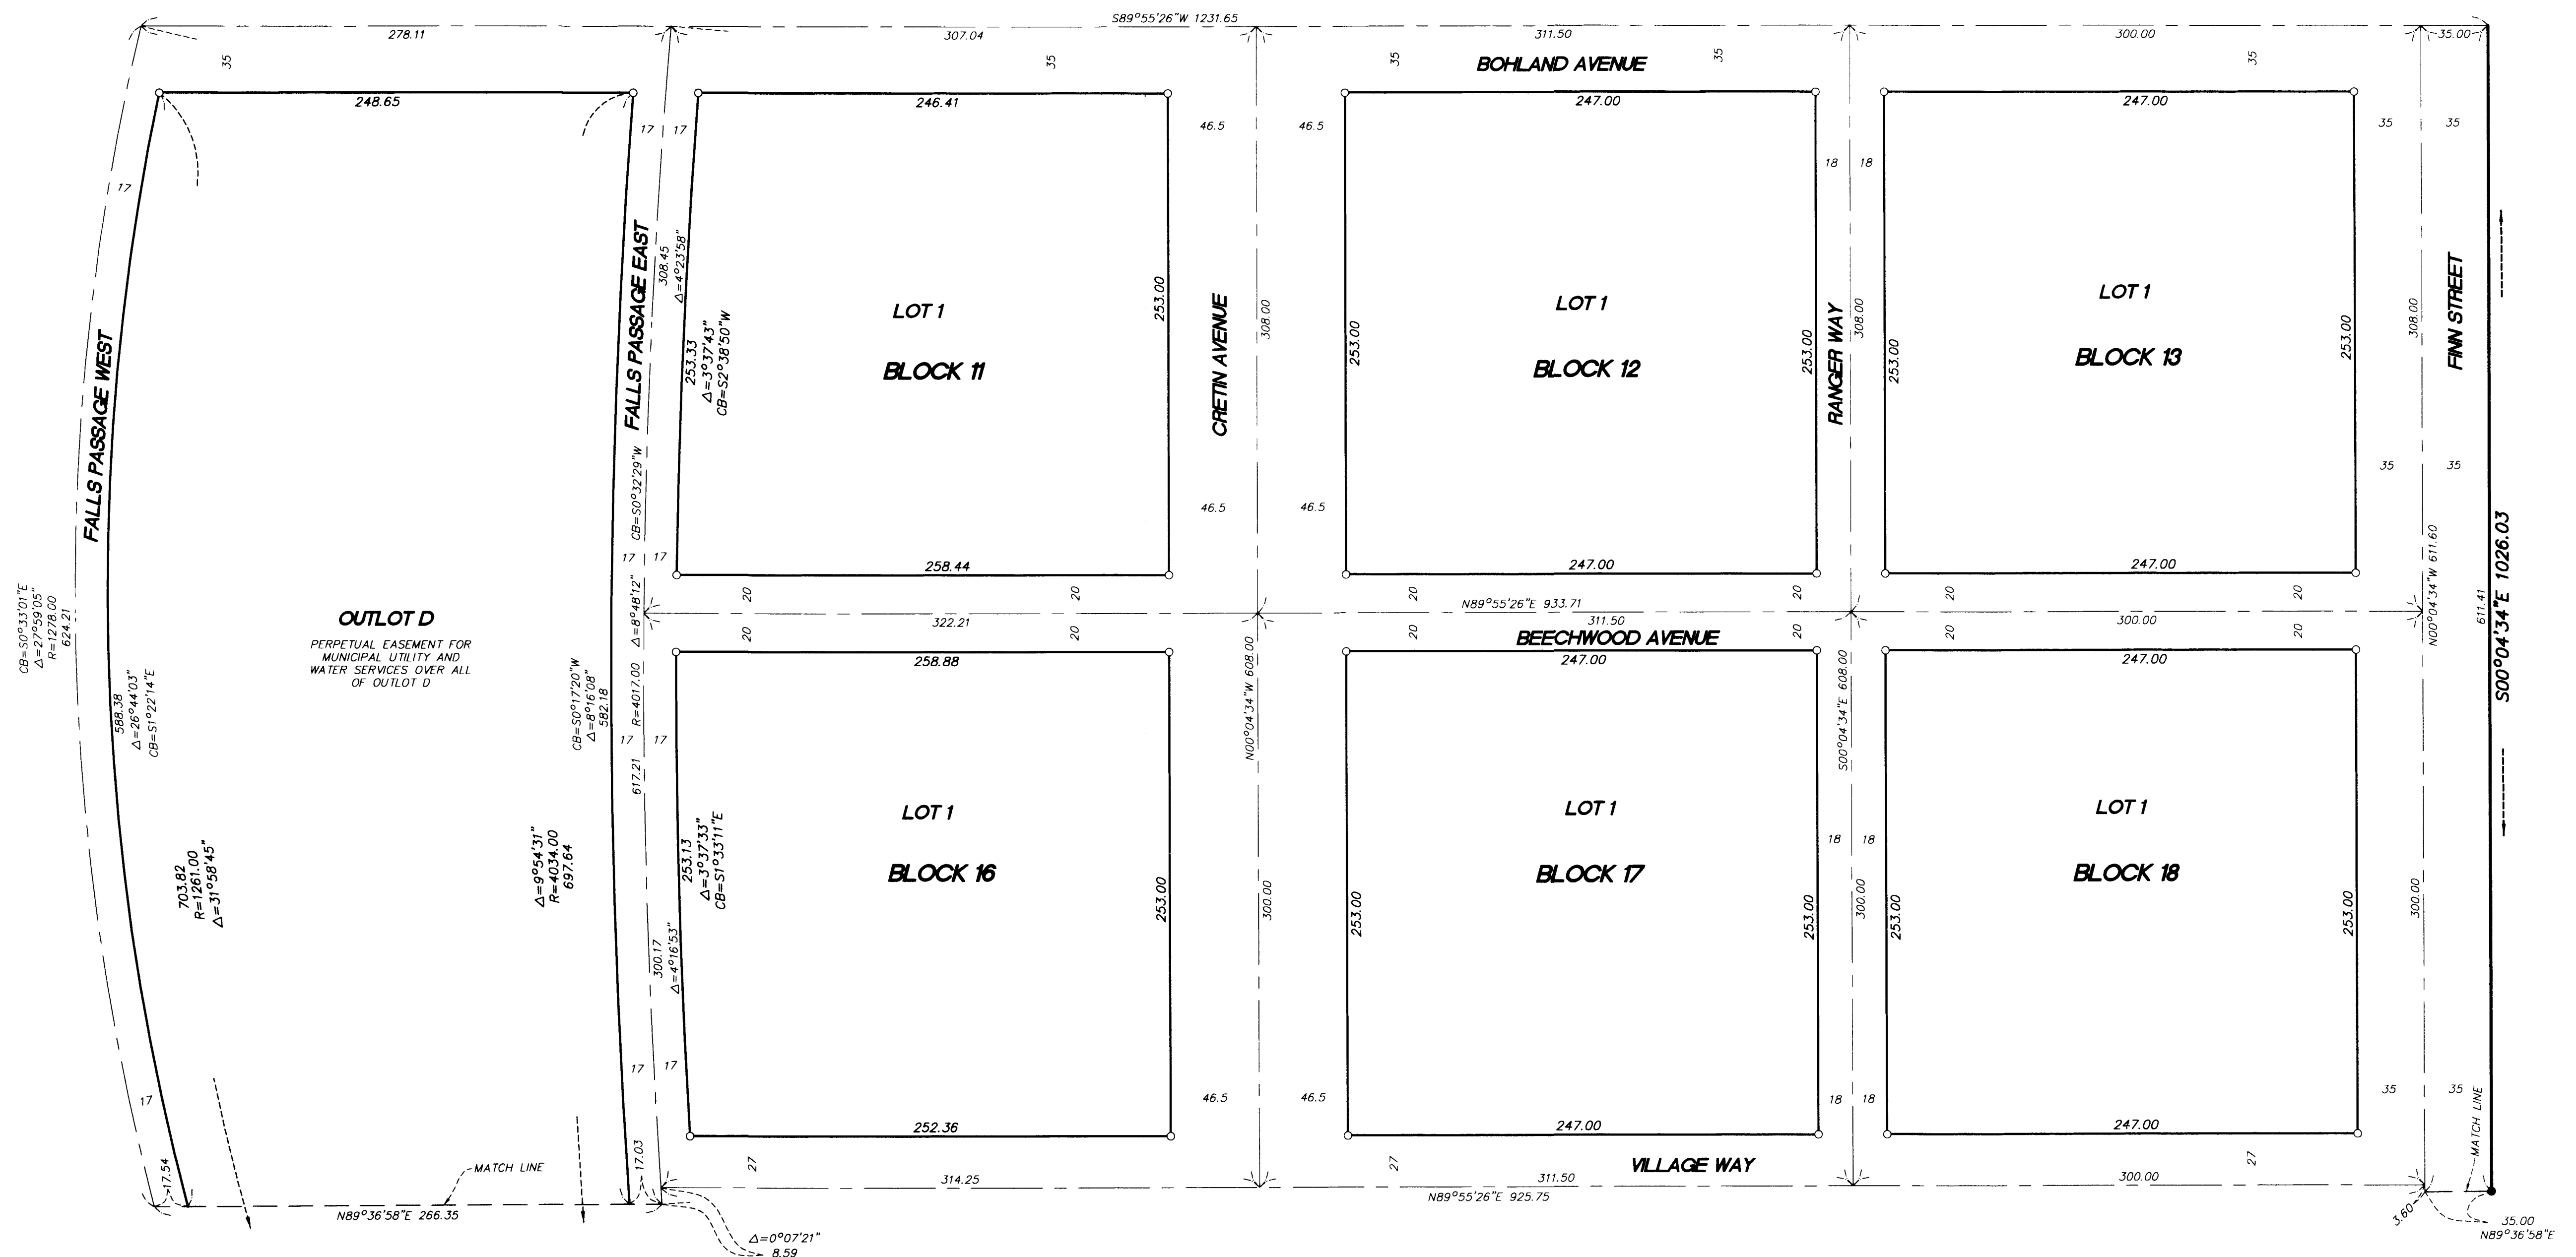 S89°55'26"W 1231.65
278.11
307.04
311.50
300.00
35.00
35
35
35
BOHLAND AVENUE
35
35
248.65
246.41
247.00
247.00
17
17
46.5
46.5
35
35
17
18
18
FALLS PASSAGE WEST
FALLS PASSAGE EAST
308.45
Δ=4°23'58"
253.33
Δ=3°37'43"
CB=S2°38'50"W
LOT 1
BLOCK 11
253.00
CRETIN AVENUE
308.00
253.00
LOT 1
BLOCK 12
253.00
RANGER WAY
308.00
253.00
LOT 1
BLOCK 13
253.00
308.00
FINN STREET
CB=S0°32'29"W
46.5
46.5
35
35
17
17
258.44
247.00
247.00
20
20
20
20
20
20
N89°55'26"E 933.71
322.21
311.50
300.00
BEECHWOOD AVENUE
20
20
20
20
20
20
258.88
247.00
247.00
N00°04'34"W 611.60
611.41
S00°04'34"E 1026.03
CB=S0°33'01"E
Δ=27°59'05"
R=1278.00
624.21
OUTLOT D
PERPETUAL EASEMENT FOR
MUNICIPAL UTILITY AND
WATER SERVICES OVER ALL
OF OUTLOT D
588.38
Δ=26°44'03"
CB=S1°22'14"E
CB=S0°17'20"W
Δ=8°16'08"
582.18
617.21 R=4017.00 Δ=8°48'12"
17
17
N00°04'34"W 608.00
S00°04'34"E 608.00
703.82
R=1261.00
Δ=31°58'45"
Δ=9°54'31"
R=4034.00
697.64
253.13
Δ=3°37'33"
CB=S1°33'11"E
300.17
Δ=4°16'53"
LOT 1
BLOCK 16
253.00
300.00
253.00
LOT 1
BLOCK 17
253.00
18
18
300.00
253.00
LOT 1
BLOCK 18
253.00
300.00
17
17
17
46.5
46.5
18
18
35
35
252.36
247.00
247.00
MATCH LINE
17.54
17.03
MATCH LINE
27
27
VILLAGE WAY
27
314.25
311.50
300.00
N89°55'26"E 925.75
N89°36'58"E 266.35
Δ=0°07'21"
8.59
3.60
35.00
N89°36'58"E